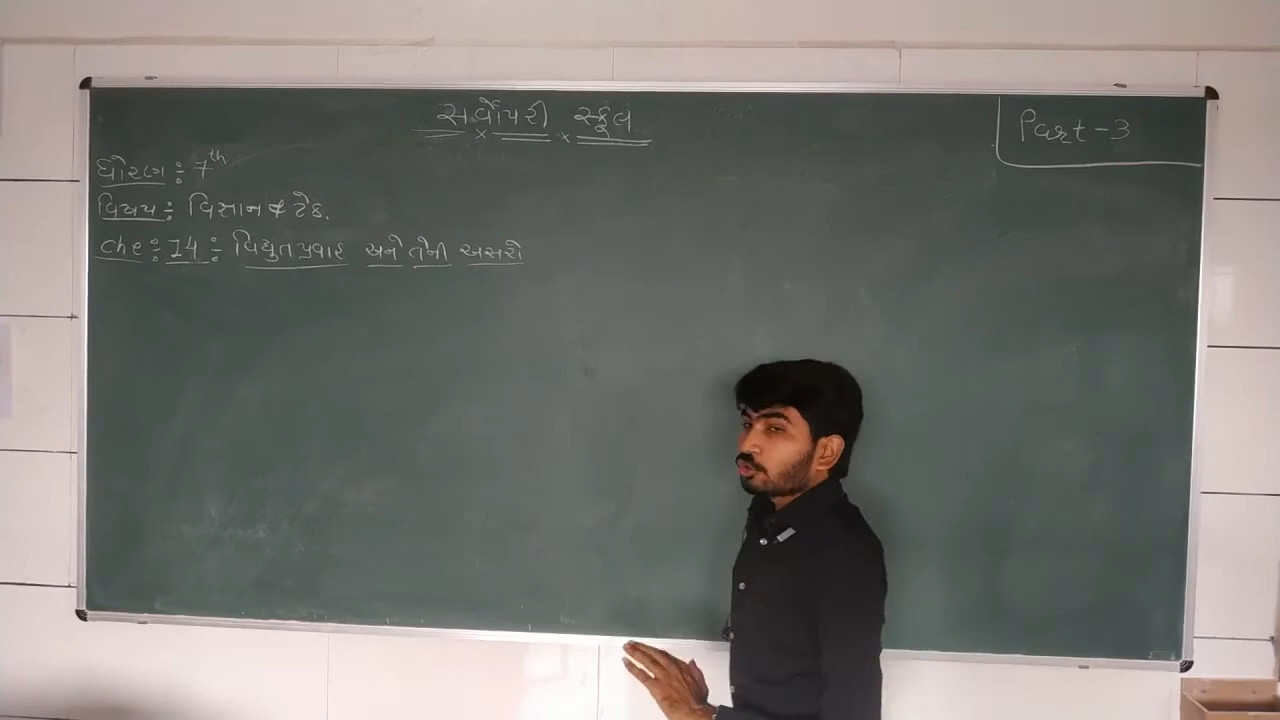 સર્વોપરી સ્કૂલ
Part-3
ધોરણ : 7th
વિષય : વિજ્ઞાન & ટેક.
che : 14 : વિદ્યુતપ્રવાહ અને તેની અસરો